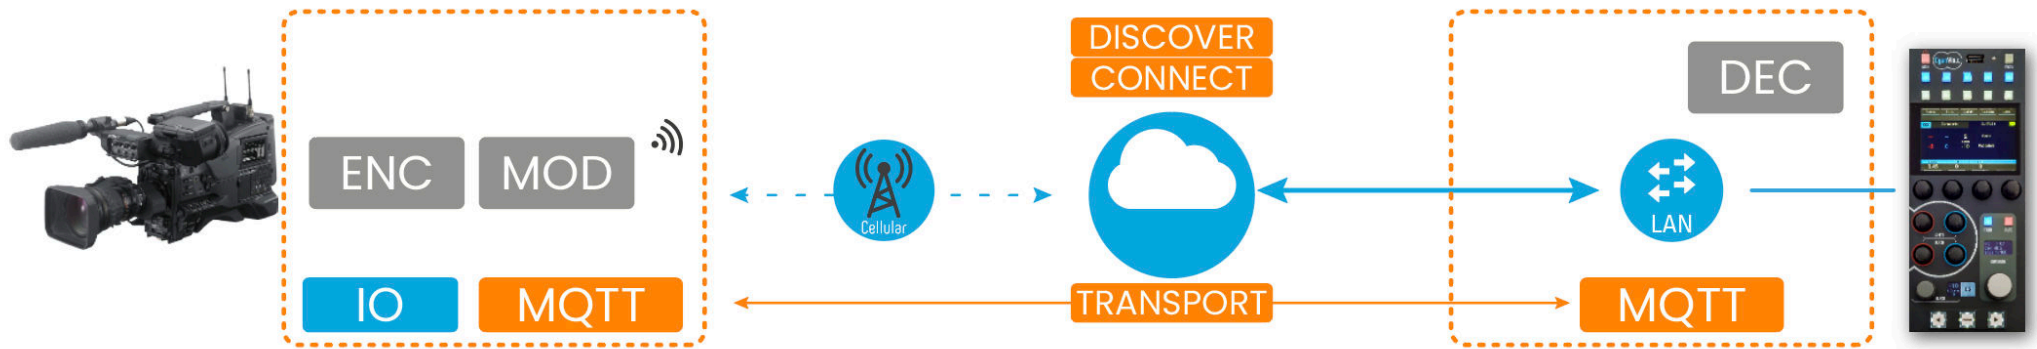 ENC MOD
IO MQTT
Cellular
DISCOVER
CONNECT
TRANSPORT
DEC
LAN
MQTT